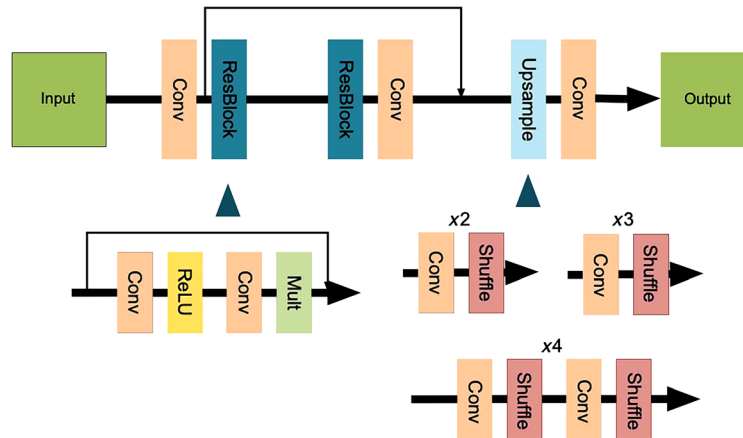 Input
Conv
ResBlock
ResBlock
Conv
Upsample
Conv
Output
Conv
ReLU
Conv
Mult
x2
Conv
Shuffle
x3
Conv
Shuffle
x4
Conv
Shuffle
Conv
Shuffle